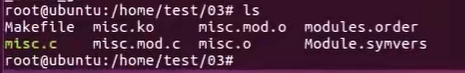 root@ubuntu:/home/test/03# ls
Makefile misc.ko misc.mod.o modules.order
misc.c misc.mod.c misc.o Module.symvers
root@ubuntu:/home/test/03#